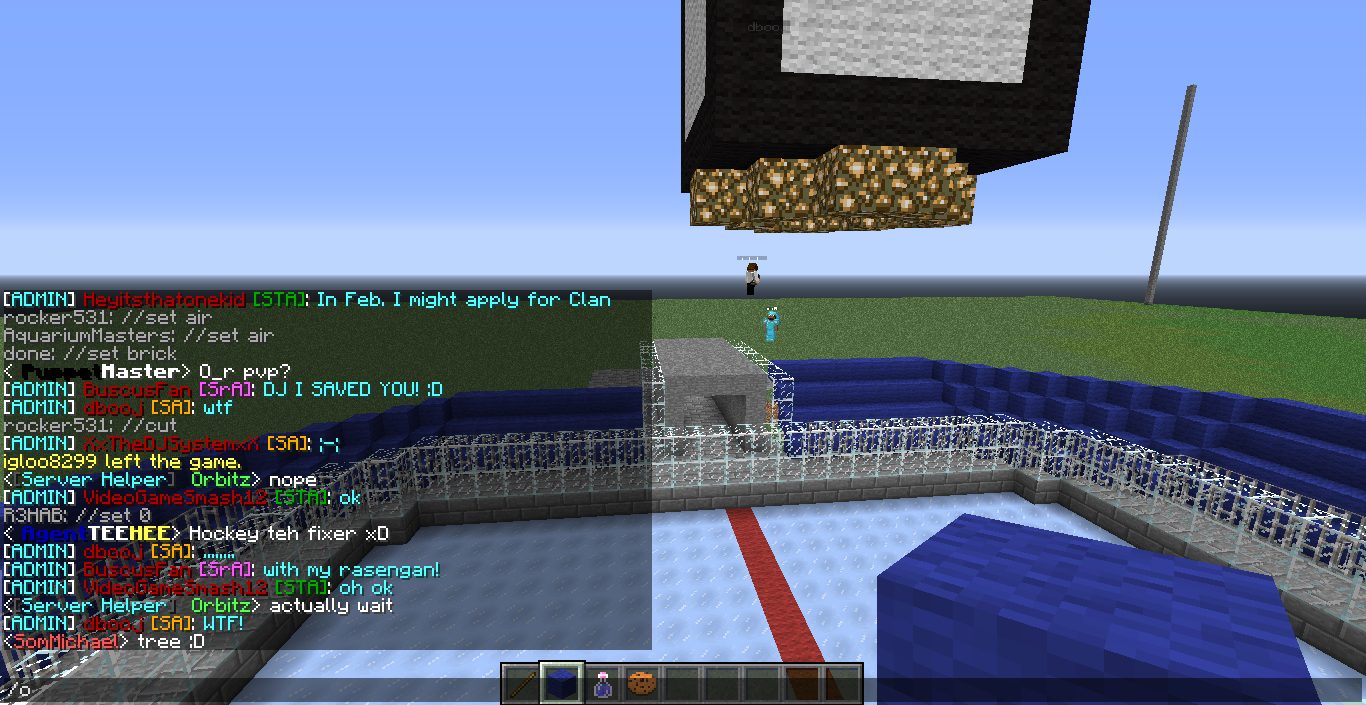 dbooj
[ADMIN] Heyitsthatonekid [STA]: In Feb. I might apply for Clan
rocker531: //set air
AquariumMasters: //set air
done: //set brick
< PuppetMaster> O_r pvp?
[ADMIN] BuscusFan [SrA]: DJ I SAVED YOU! ;D
[ADMIN] dbooj [SA]: wtf
rocker531: //cut
[ADMIN] XxTheDJSystemxX [SA]: ;-;
igloo8299 left the game.
<[Server Helper] Orbitz> nope
[ADMIN] VideoGameSmash12 [STA]: ok
R3HAB: //set 0
< AgentTEEHEE> Hockey teh fixer xD
[ADMIN] dbooj [SA]: ,,,,,,,
[ADMIN] BuscusFan [SrA]: with my rasengan!
[ADMIN] VideoGameSmash12 [STA]: oh ok
<[Server Helper] Orbitz> actually wait
[ADMIN] dbooj [SA]: WTF!
<SomMichael> tree :D
/o